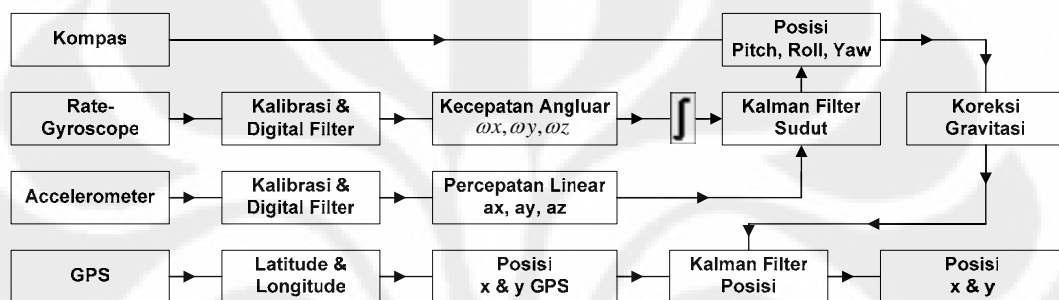 Kompas
Posisi
Pitch, Roll, Yaw
Rate-
Gyroscope
Kalibrasi &
Digital Filter
Kecepatan Angluar
ωx, ωy, ωz
∫
Kalman Filter
Sudut
Koreksi
Gravitasi
Accelerometer
Kalibrasi &
Digital Filter
Percepatan Linear
ax, ay, az
GPS
Latitude &
Longitude
Posisi
x & y GPS
Kalman Filter
Posisi
Posisi
x & y